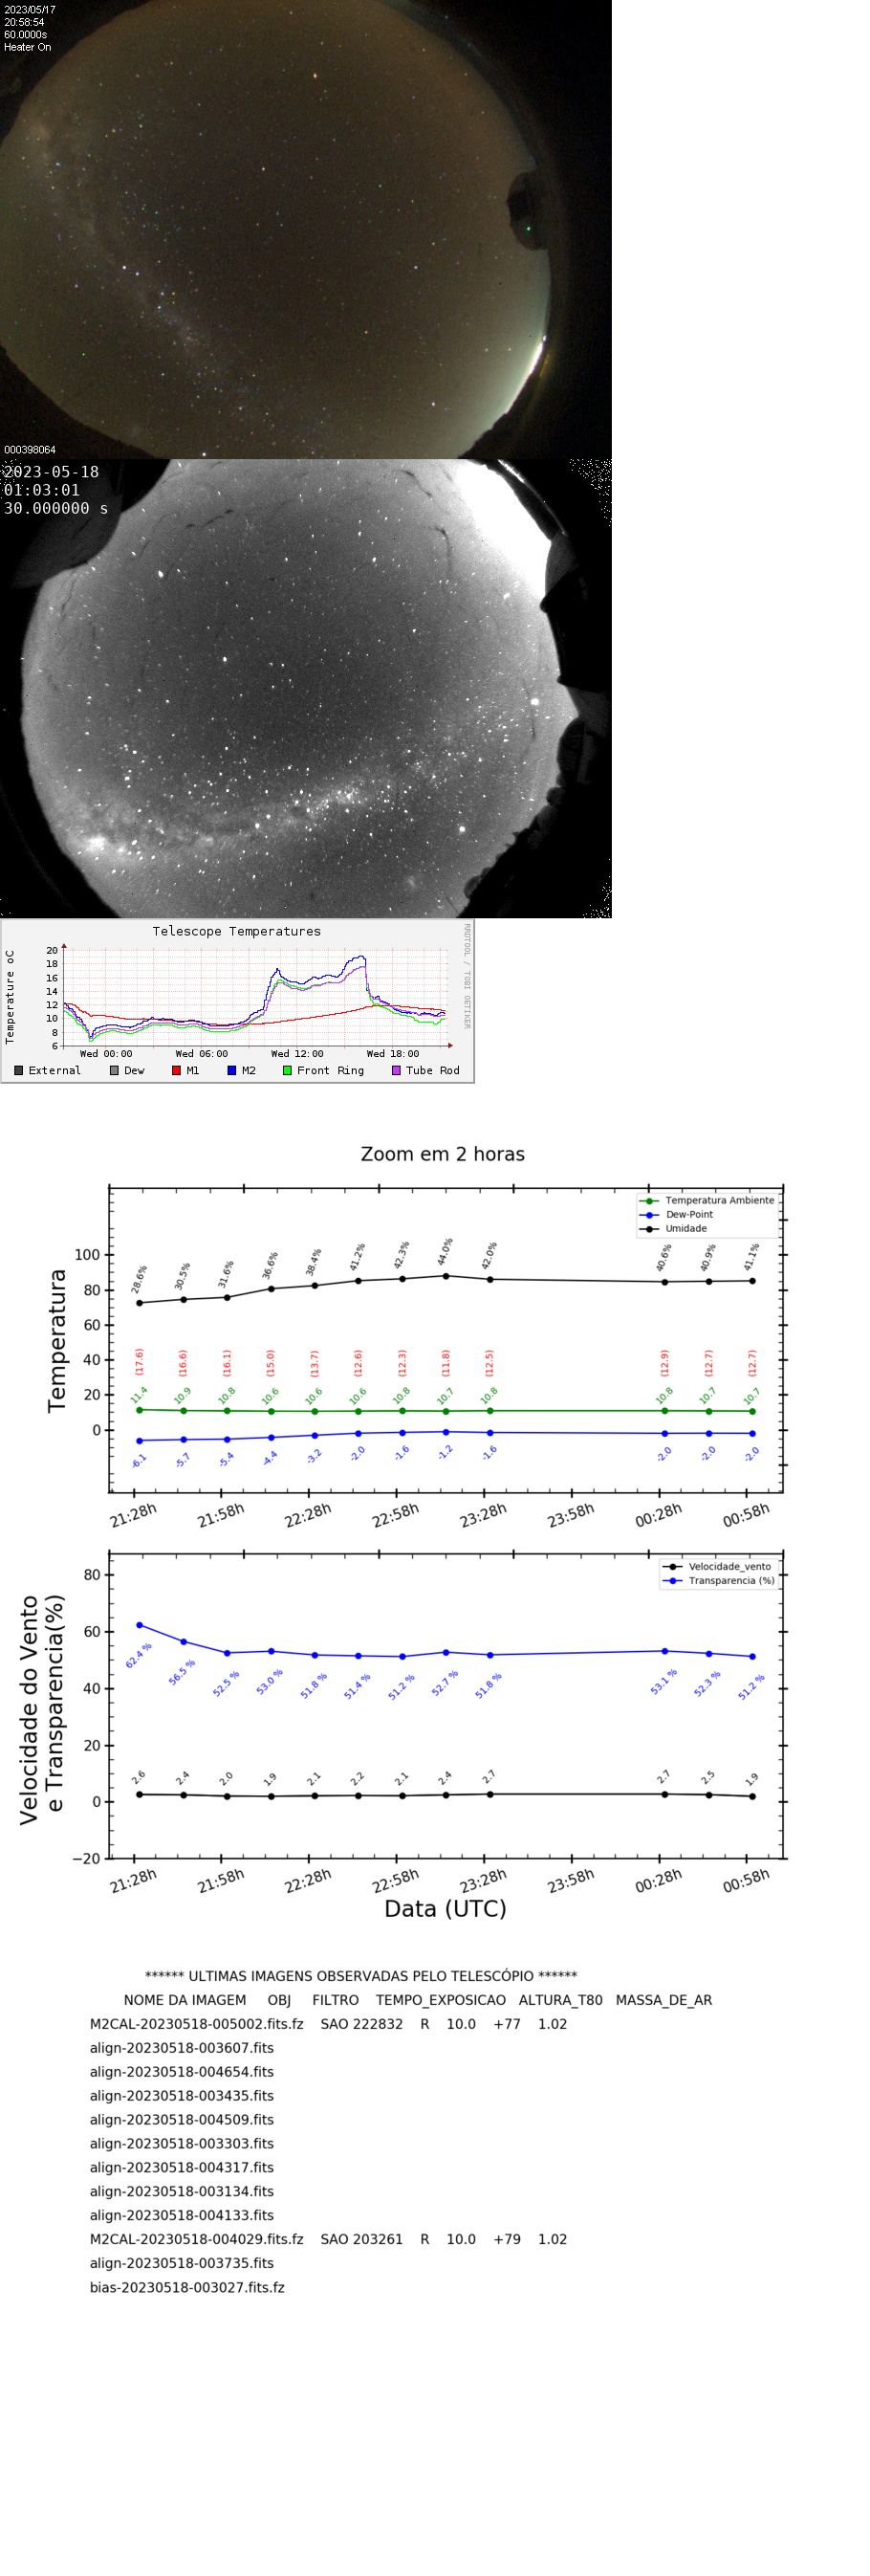 2023/05/17
20:58:54
60.0000s
Heater On
000398064
2023-05-18
01:03:01
30.000000 s
Telescope Temperatures
RRDTOOL / TOBI OETIKER
Temperature oC
20
18
16
14
12
10
8
6
Wed 00:00 Wed 06:00 Wed 12:00 Wed 18:00
External Dew M1 M2 Front Ring Tube Rod
Zoom em 2 horas
Temperatura Ambiente
Dew-Point
Umidade
Temperatura
100
80
60
40
20
0
28.6% 30.5% 31.6% 36.6% 38.4% 41.2% 42.3% 44.0% 42.0% 40.6% 40.9% 41.1%
(17.6) (16.6) (16.1) (15.0) (13.7) (12.6) (12.3) (11.8) (12.5) (12.9) (12.7) (12.7)
11.4 10.9 10.8 10.6 10.6 10.6 10.8 10.7 10.8 10.8 10.7 10.7
-6.1 -5.7 -5.4 -4.4 -3.2 -2.0 -1.6 -1.2 -1.6 -2.0 -2.0 -2.0
21:28h 21:58h 22:28h 22:58h 23:28h 23:58h 00:28h 00:58h
Velocidade_vento
Transparencia (%)
Velocidade do Vento
e Transparencia(%)
80
60
40
20
0
−20
62.4 % 56.5 % 52.5 % 53.0 % 51.8 % 51.4 % 51.2 % 52.7 % 51.8 % 53.1 % 52.3 % 51.2 %
2.6 2.4 2.0 1.9 2.1 2.2 2.1 2.4 2.7 2.7 2.5 1.9
21:28h 21:58h 22:28h 22:58h 23:28h 23:58h 00:28h 00:58h
Data (UTC)
****** ULTIMAS IMAGENS OBSERVADAS PELO TELESCÓPIO ******
NOME DA IMAGEM OBJ FILTRO TEMPO_EXPOSICAO ALTURA_T80 MASSA_DE_AR
M2CAL-20230518-005002.fits.fz SAO 222832 R 10.0 +77 1.02
align-20230518-003607.fits
align-20230518-004654.fits
align-20230518-003435.fits
align-20230518-004509.fits
align-20230518-003303.fits
align-20230518-004317.fits
align-20230518-003134.fits
align-20230518-004133.fits
M2CAL-20230518-004029.fits.fz SAO 203261 R 10.0 +79 1.02
align-20230518-003735.fits
bias-20230518-003027.fits.fz